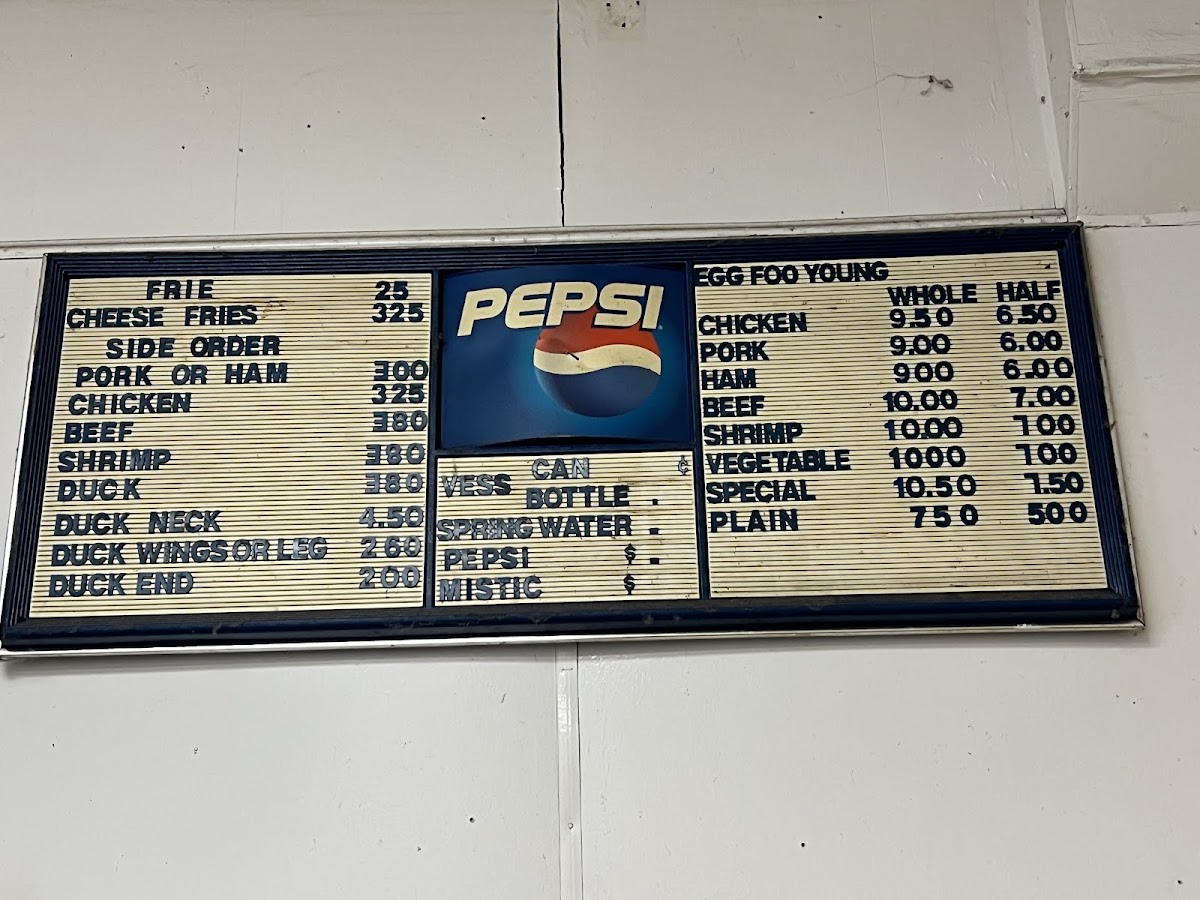 FRIE 25
CHEESE FRIES 325
SIDE ORDER
PORK OR HAM 300
CHICKEN 325
BEEF 380
SHRIMP 380
DUCK 380
DUCK NECK 4.50
DUCK WINGS OR LEG 260
DUCK END 200
PEPSI
CAN ¢
VESS
BOTTLE .
SPRING WATER .
PEPSI $ .
MISTIC $
EGG FOO YOUNG
WHOLE HALF
CHICKEN 9.50 6.50
PORK 9.00 6.00
HAM 900 6.00
BEEF 10.00 7.00
SHRIMP 10.00 700
VEGETABLE 1000 700
SPECIAL 10.50 7.50
PLAIN 750 500